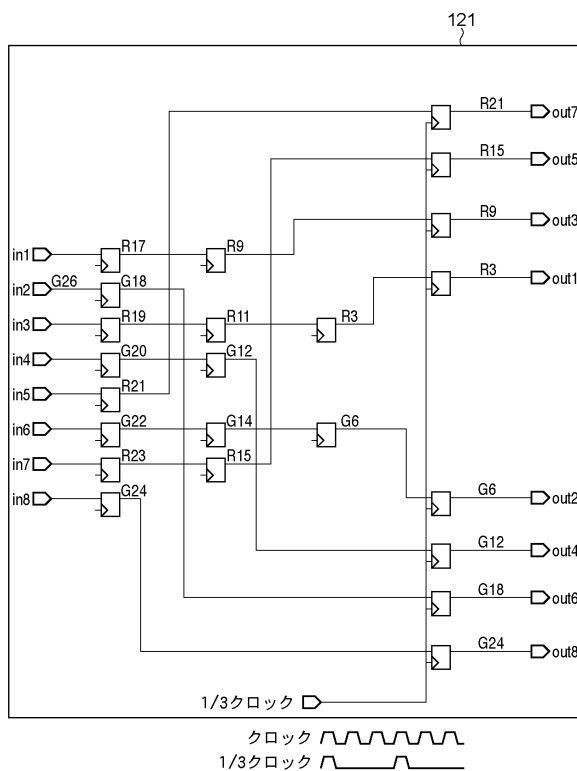 121
R21 out7
R15 out5
R9 out3
in1 R17 R9
R3 out1
in2 G26 G18
in3 R19 R11 R3
in4 G20 G12
in5 R21
in6 G22 G14 G6
in7 R23 R15
in8 G24
G6 out2
G12 out4
G18 out6
G24 out8
1/3クロック
クロック
1/3クロック